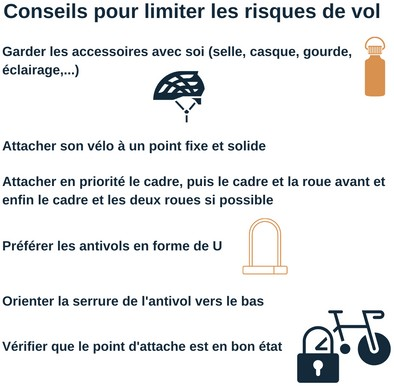 Conseils pour limiter les risques de vol
Garder les accessoires avec soi (selle, casque, gourde,
éclairage,...)
Attacher son vélo à un point fixe et solide
Attacher en priorité le cadre, puis le cadre et la roue avant et
enfin le cadre et les deux roues si possible
Préférer les antivols en forme de U
Orienter la serrure de l'antivol vers le bas
Vérifier que le point d'attache est en bon état